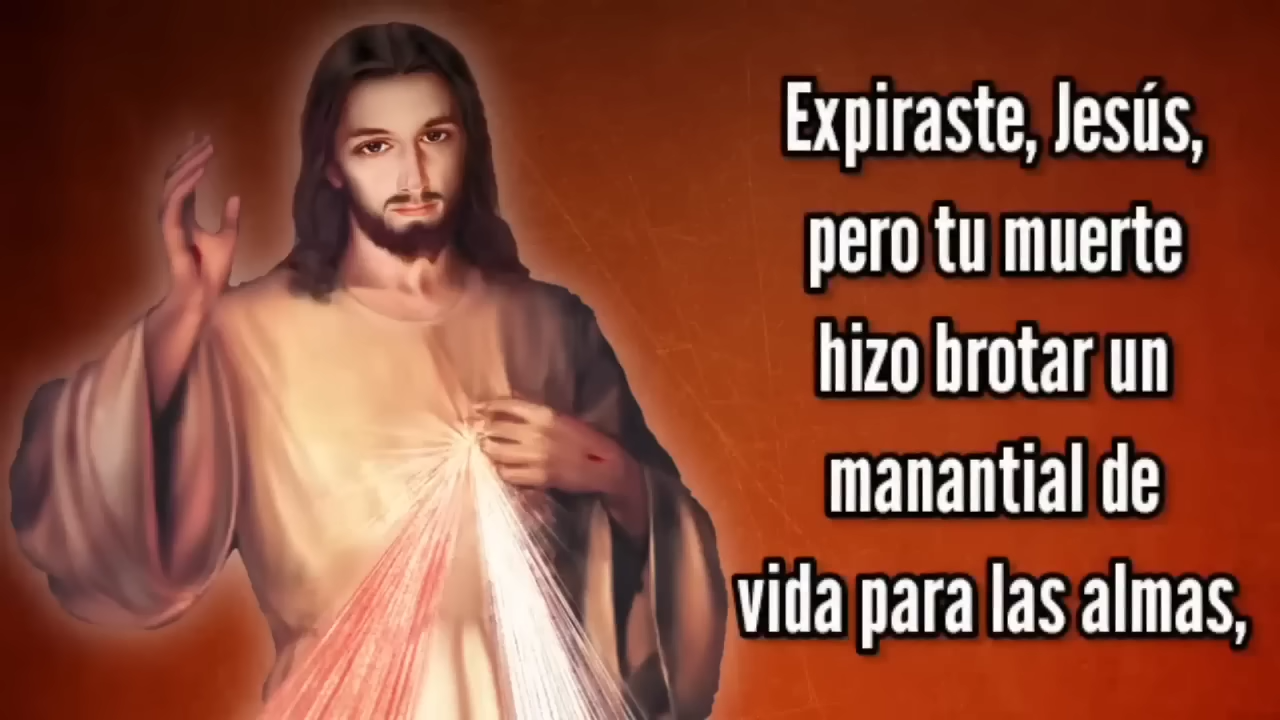 Expiraste, Jesús,
pero tu muerte
hizo brotar un
manantial de
vida para las almas,